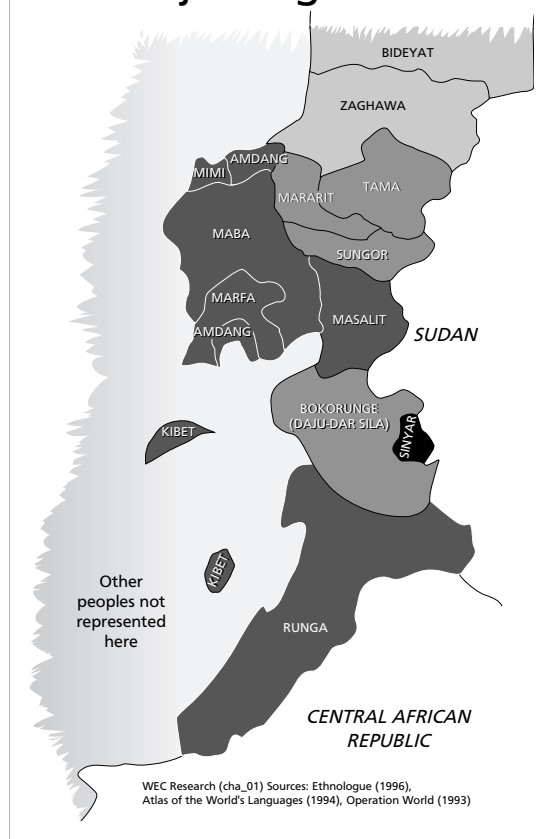 BIDEYAT
ZAGHAWA
AMDANG
MIMI
MARARIT
TAMA
MABA
SUNGOR
MARFA
MASALIT
AMDANG
SUDAN
BOKORUNGE
(DAJU-DAR SILA)
SINYAR
KIBET
KIBET
Other
peoples not
represented
here
RUNGA
CENTRAL AFRICAN
REPUBLIC
WEC Research (cha_01) Sources: Ethnologue (1996),
Atlas of the World's Languages (1994), Operation World (1993)